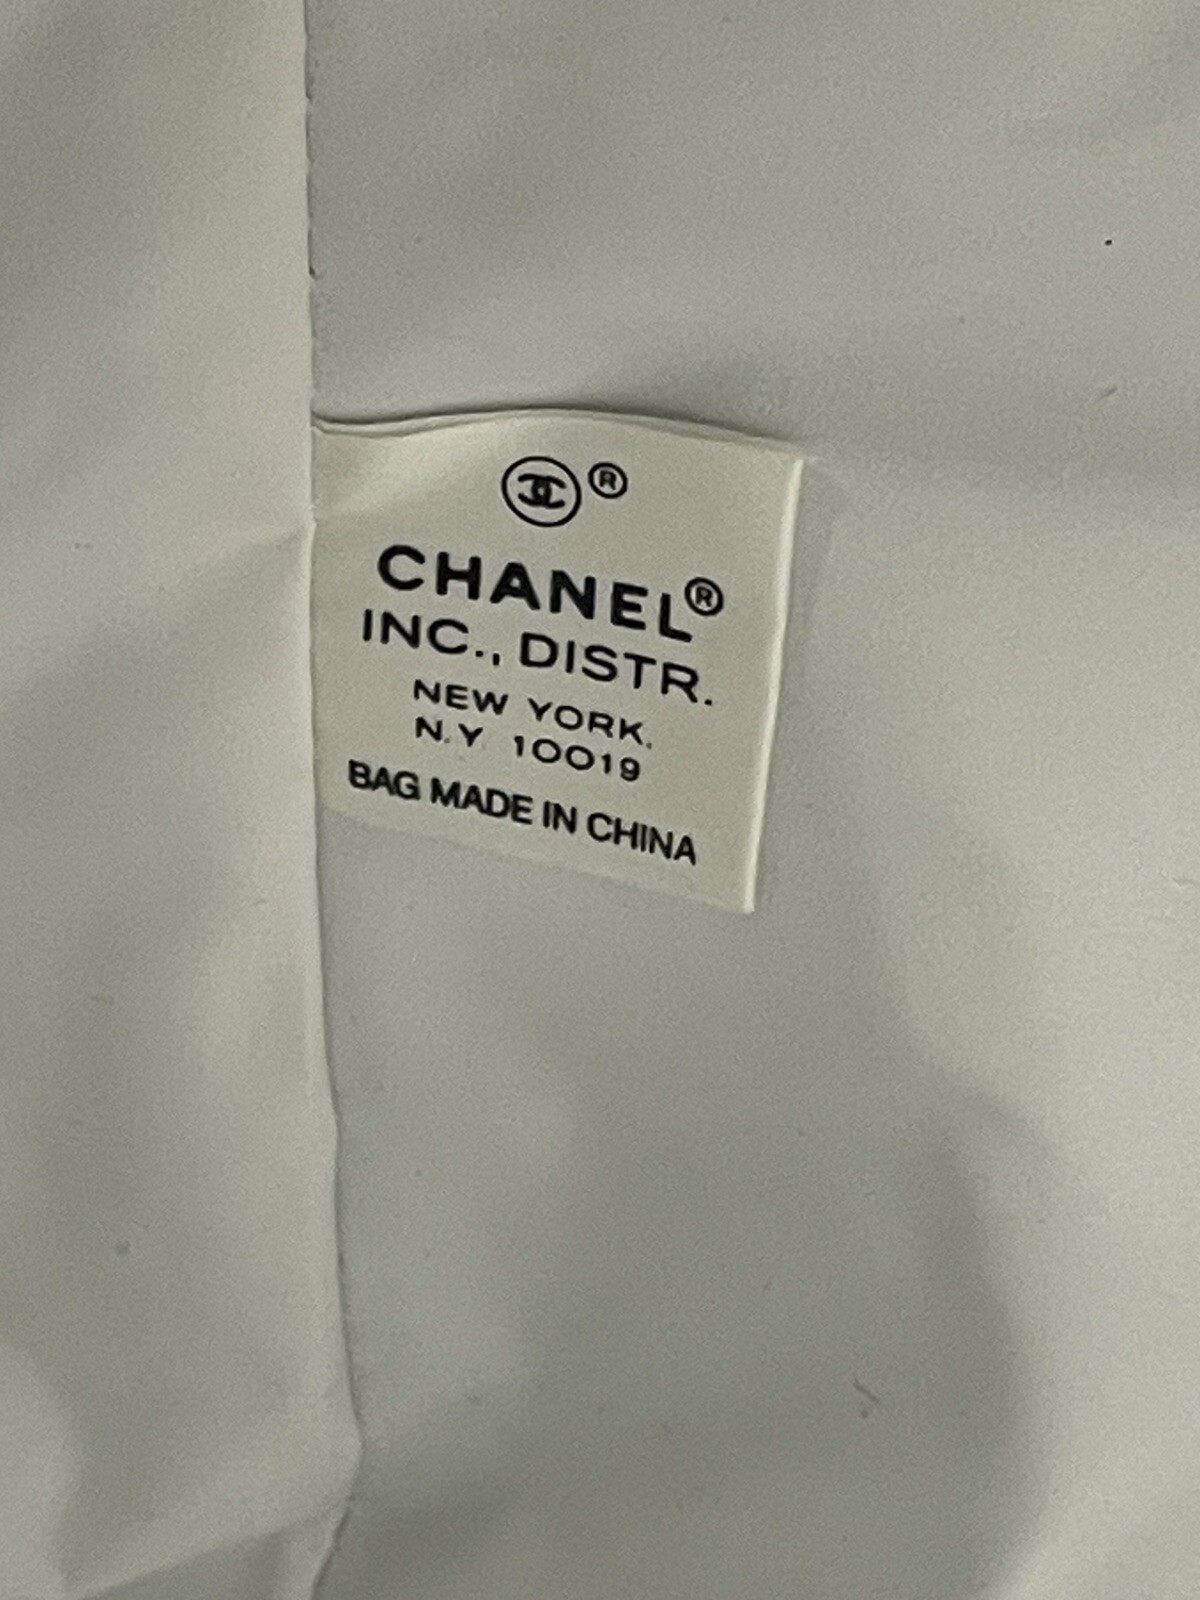 ®
CHANEL®
INC., DISTR.
NEW YORK.
N.Y 10019
BAG MADE IN CHINA